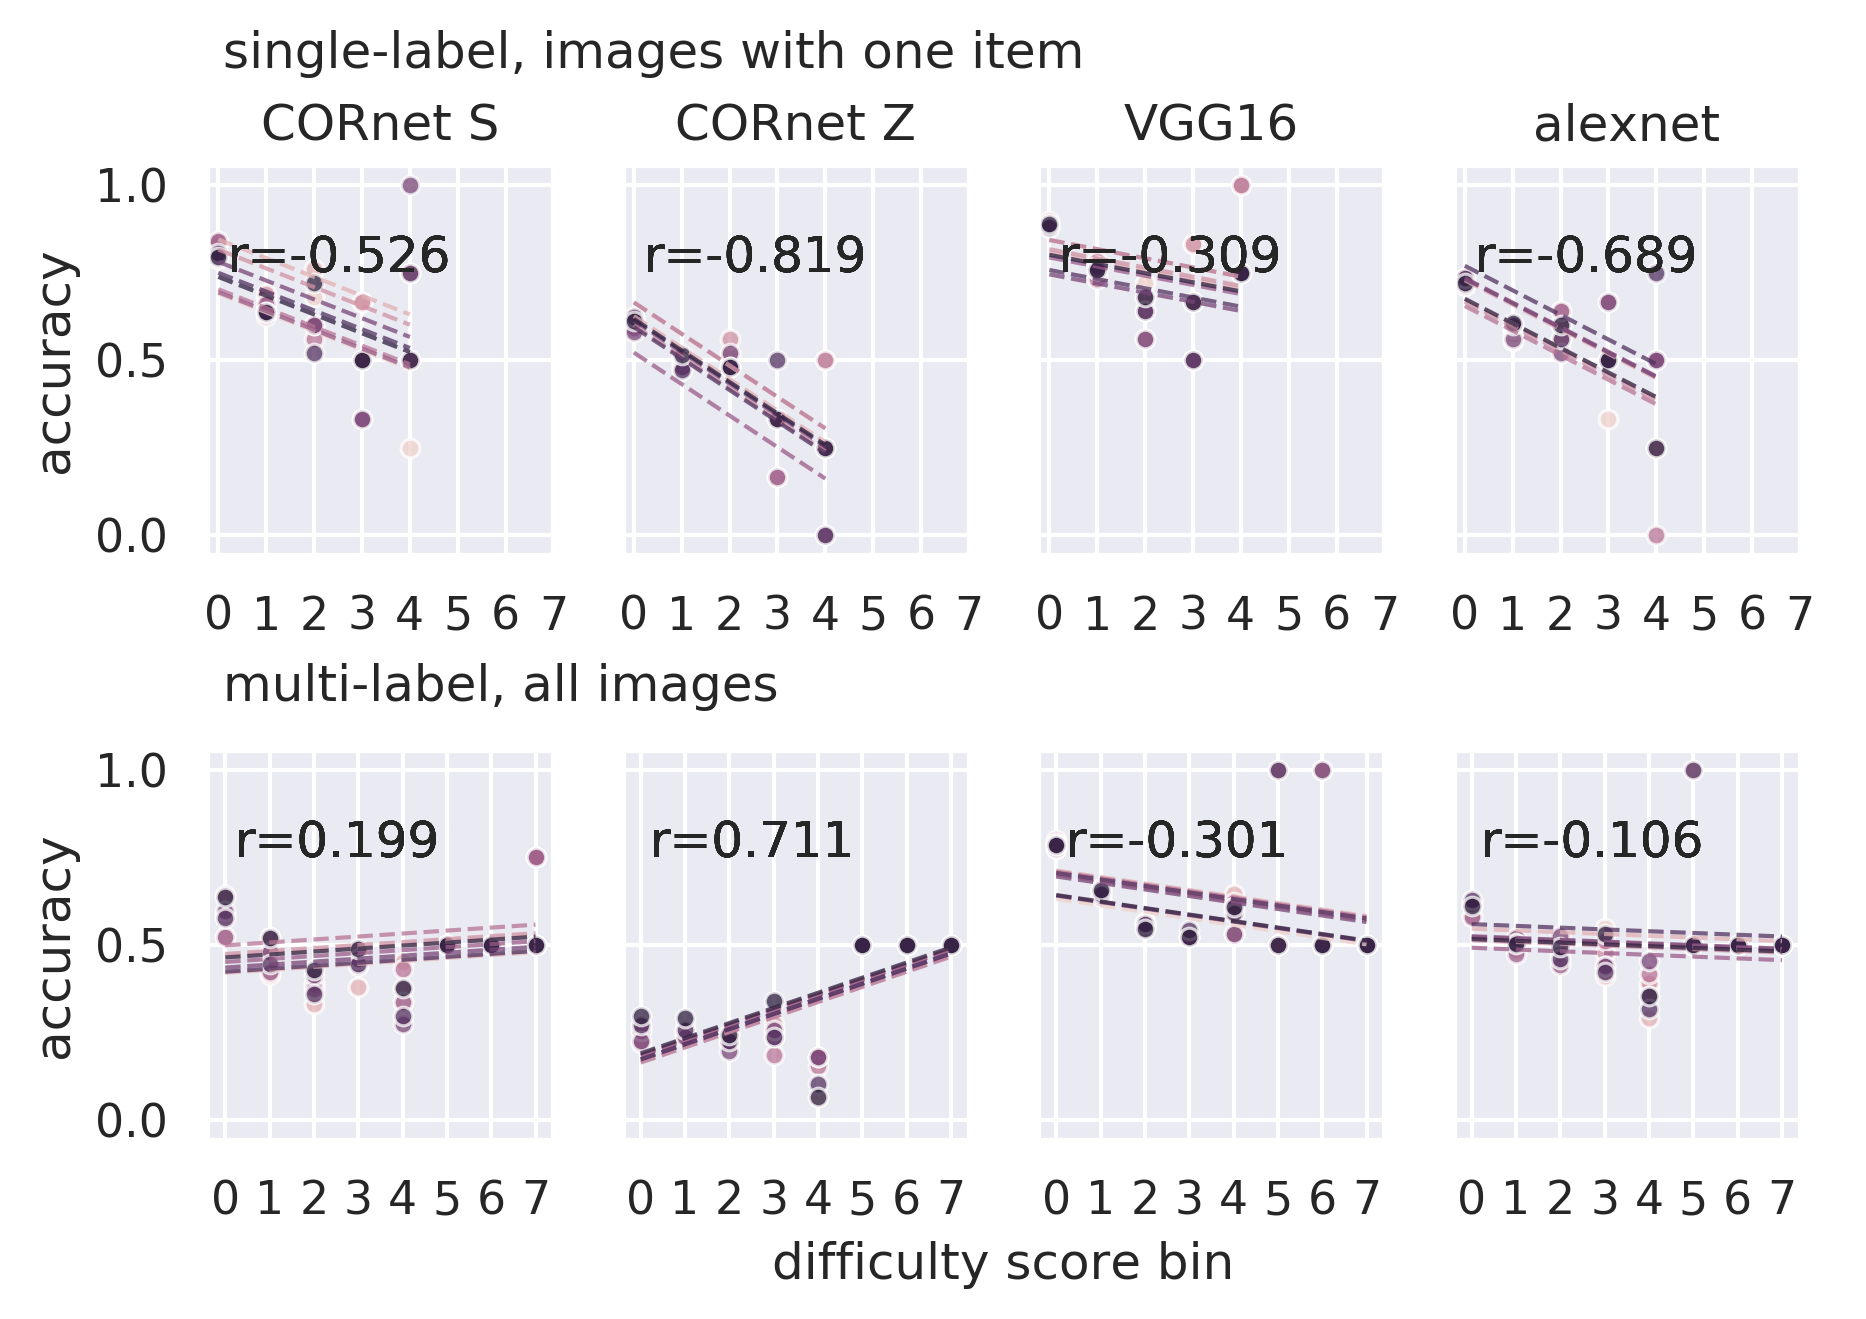 single-label, images with one item
CORnet S CORnet Z VGG16 alexnet
accuracy
1.0
0.5
0.0
r=-0.526 r=-0.819 r=-0.309 r=-0.689
0 1 2 3 4 5 6 7 0 1 2 3 4 5 6 7 0 1 2 3 4 5 6 7 0 1 2 3 4 5 6 7
multi-label, all images
accuracy
1.0
0.5
0.0
r=0.199 r=0.711 r=-0.301 r=-0.106
0 1 2 3 4 5 6 7 0 1 2 3 4 5 6 7 0 1 2 3 4 5 6 7 0 1 2 3 4 5 6 7
difficulty score bin